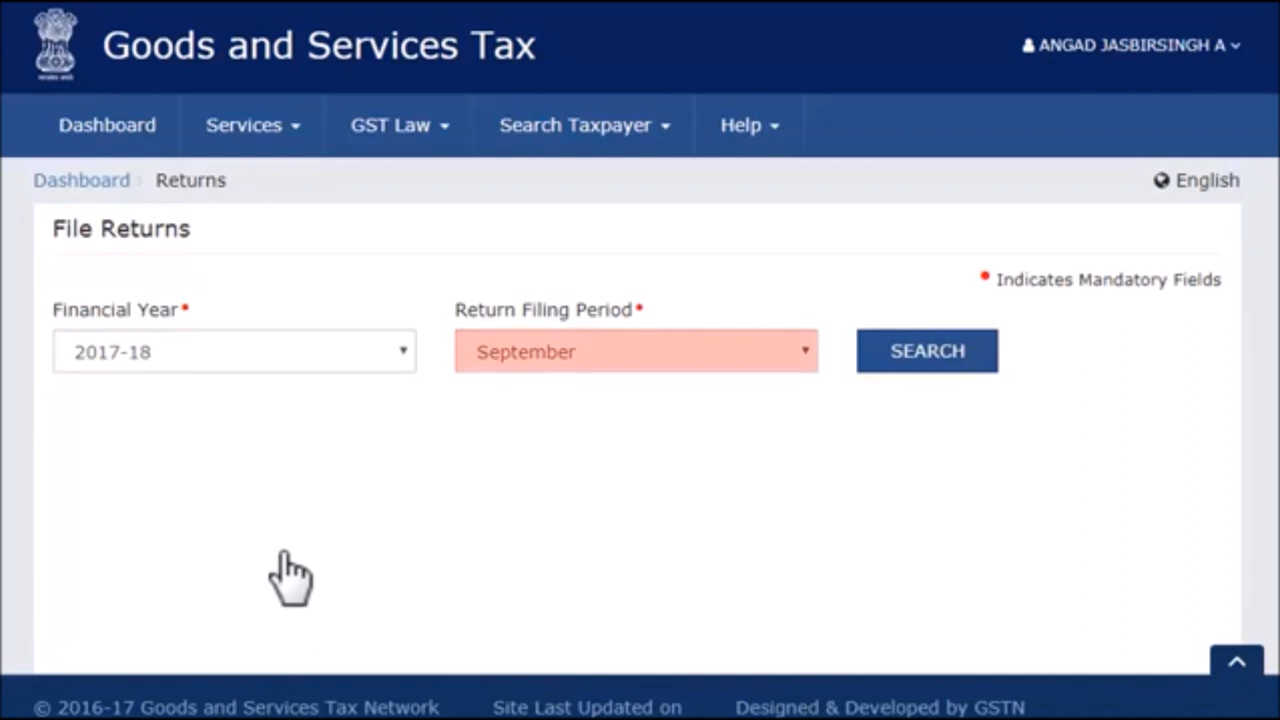 Goods and Services Tax
ANGAD JASBIRSINGH A
Dashboard Services GST Law Search Taxpayer Help
Dashboard Returns English
File Returns
• Indicates Mandatory Fields
Financial Year• Return Filing Period•
2017-18 September SEARCH
© 2016-17 Goods and Services Tax Network Site Last Updated on Designed & Developed by GSTN